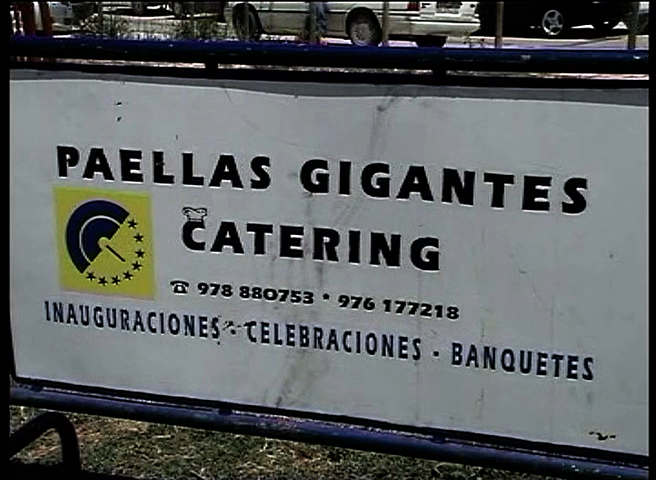 PAELLAS GIGANTES
CATERING
☎ 978 880753 * 976 177218
INAUGURACIONES - CELEBRACIONES - BANQUETES